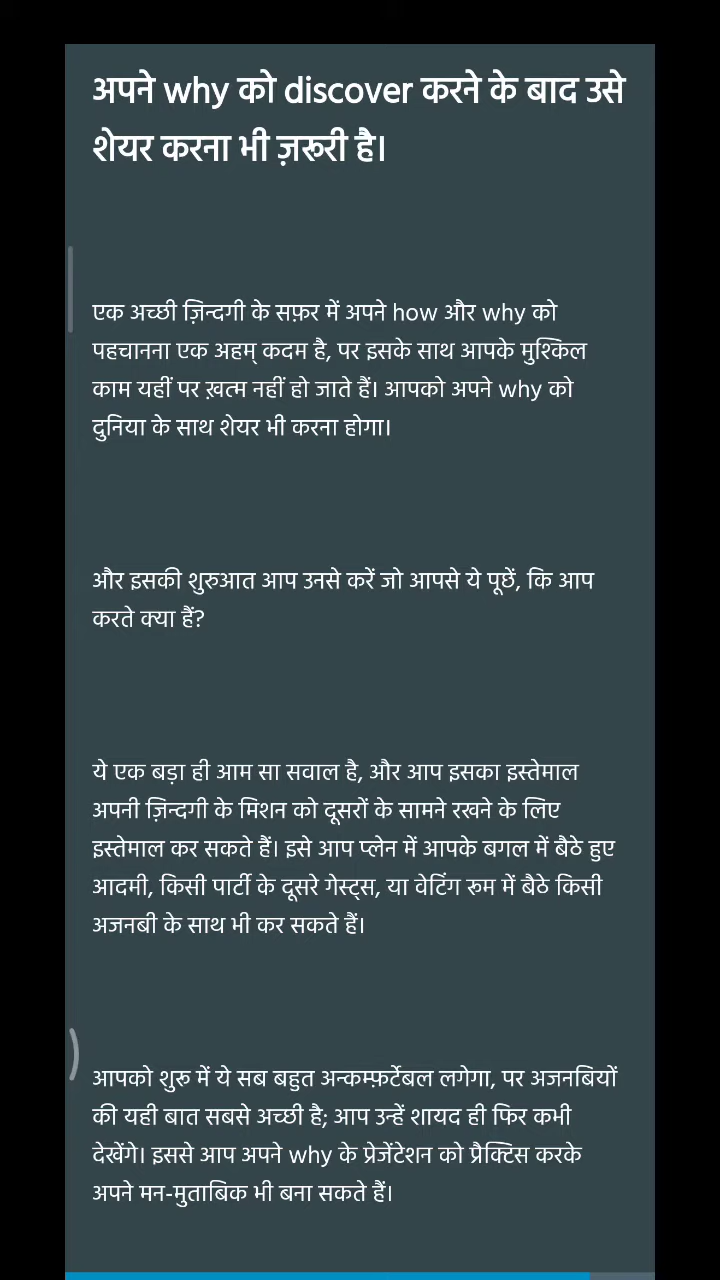 अपने why को discover करने के बाद उसे
शेयर करना भी ज़रूरी है।
एक अच्छी ज़िन्दगी के सफ़र में अपने how और why को
पहचानना एक अहम् कदम है, पर इसके साथ आपके मुश्किल
काम यहीं पर ख़त्म नहीं हो जाते हैं। आपको अपने why को
दुनिया के साथ शेयर भी करना होगा।
और इसकी शुरुआत आप उनसे करें जो आपसे ये पूछें, कि आप
करते क्या हैं?
ये एक बड़ा ही आम सा सवाल है, और आप इसका इस्तेमाल
अपनी ज़िन्दगी के मिशन को दूसरों के सामने रखने के लिए
इस्तेमाल कर सकते हैं। इसे आप प्लेन में आपके बगल में बैठे हुए
आदमी, किसी पार्टी के दूसरे गेस्ट्स, या वेटिंग रूम में बैठे किसी
अजनबी के साथ भी कर सकते हैं।
आपको शुरू में ये सब बहुत अन्कम्फ़र्टेबल लगेगा, पर अजनबियों
की यही बात सबसे अच्छी है; आप उन्हें शायद ही फिर कभी
देखेंगे। इससे आप अपने why के प्रेजेंटेशन को प्रैक्टिस करके
अपने मन-मुताबिक भी बना सकते हैं।